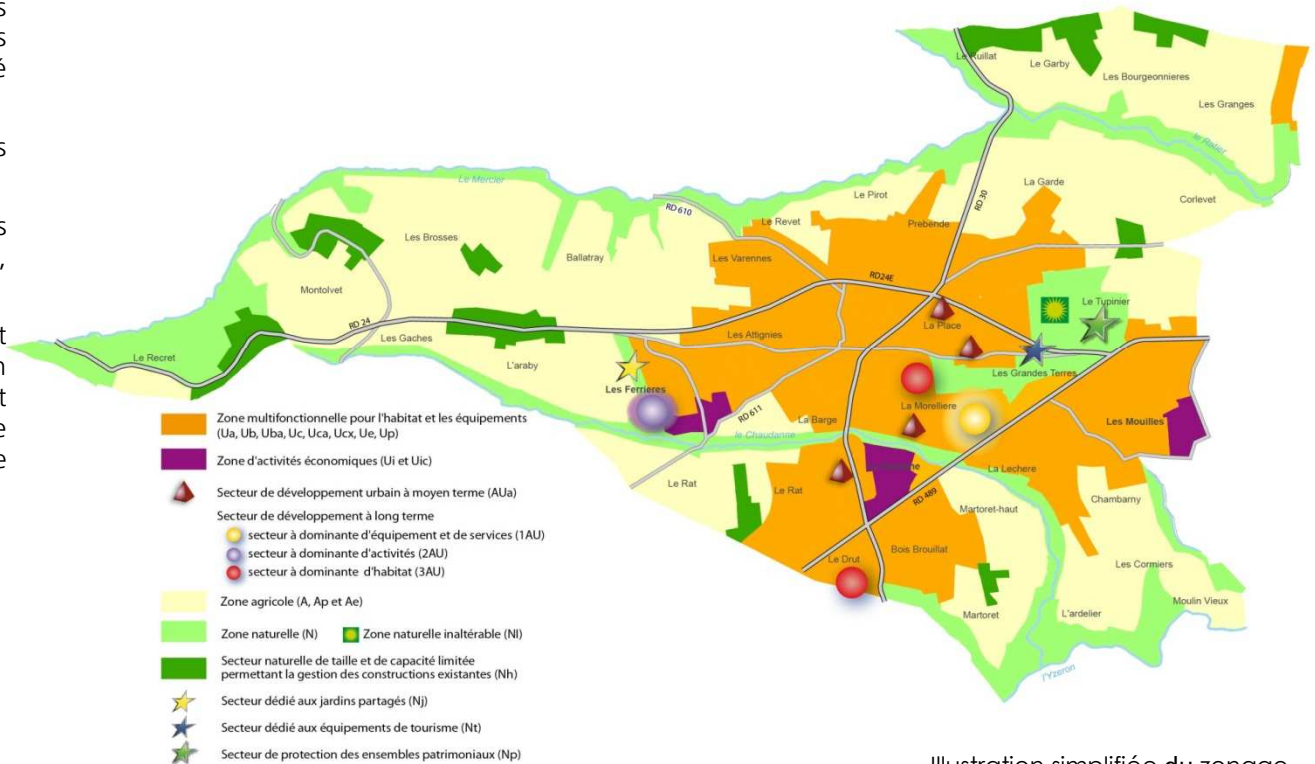 s
s
é
s
s
,
t
n
t
e
e
Le Ruillat
Le Garby
Les Bourgeonnieres
Les Granges
le Ratier
Le Mercier
Le Pirot
La Garde
Corlevet
RD 610
RD 30
Le Revet
Prebende
Les Brosses
Ballatray
Les Varennes
RD24E
Montolvet
Le Tupinier
RD 24
La Place
Les Gaches
Les Attignies
Le Recret
L'araby
Les Grandes Terres
Les Ferrieres
La Morelliere
RD 611
La Barge
Les Mouilles
le Chaudanne
La Lechere
Le Rat
Le Rat
Chambarny
RD 489
Martoret-haut
Bois Brouillat
Le Drut
Les Cormiers
Moulin Vieux
Martoret
L'ardelier
l'Yzeron
Zone multifonctionnelle pour l'habitat et les équipements
(Ua, Ub, Uba, Uc, Uca, Ucx, Ue, Up)
Zone d'activités économiques (Ui et Uic)
Secteur de développement urbain à moyen terme (AUa)
Secteur de développement à long terme
secteur à dominante d'équipement et de services (1AU)
secteur à dominante d'activités (2AU)
secteur à dominante d'habitat (3AU)
Zone agricole (A, Ap et Ae)
Zone naturelle (N) Zone naturelle inaltérable (Nl)
Secteur naturelle de taille et de capacité limitée
permettant la gestion des constructions existantes (Nh)
Secteur dédié aux jardins partagés (Nj)
Secteur dédié aux équipements de tourisme (Nt)
Secteur de protection des ensembles patrimoniaux (Np)
Illustration simplifiée du zonage